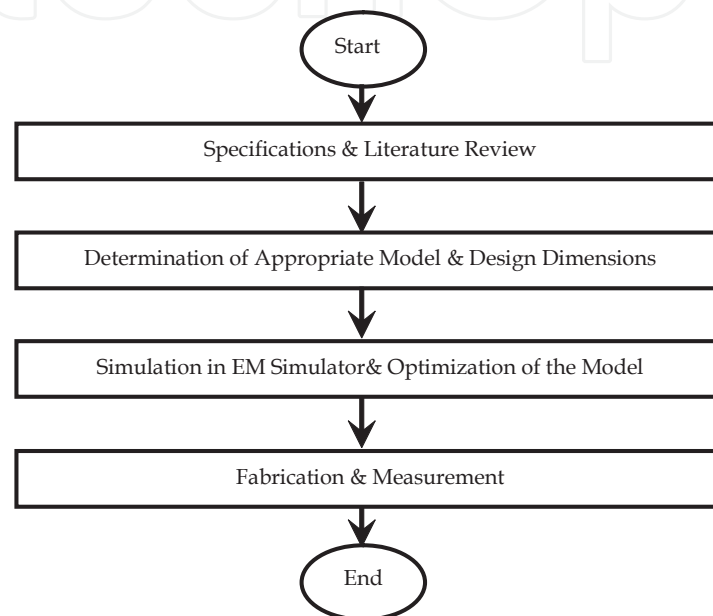 Start
Specifications & Literature Review
Determination of Appropriate Model & Design Dimensions
Simulation in EM Simulator& Optimization of the Model
Fabrication & Measurement
End